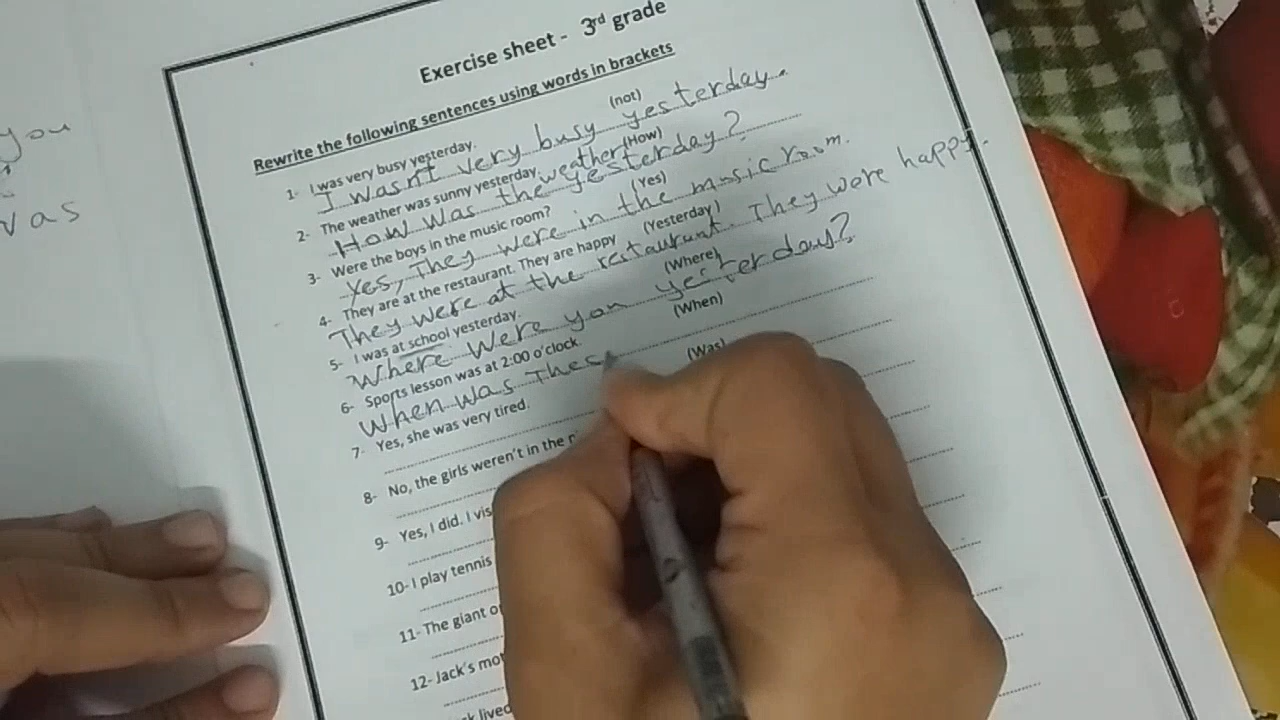 you
vas
Exercise sheet - 3rd grade
Rewrite the following sentences using words in brackets
1- I was very busy yesterday. (not)
I wasn't very busy yesterday.
2- The weather was sunny yesterday. (How)
How was the weather yesterday?
3- Were the boys in the music room? (Yes)
Yes, They were in the music room.
4- They are at the restaurant. They are happy (Yesterday)
They were at the restaurant. They were happy.
5- I was at school yesterday. (Where)
Where Were you yesterday?
6- Sports lesson was at 2:00 o'clock. (When)
When was The
7- Yes, she was very tired. (Was)
8- No, the girls weren't in the
9- Yes, I did. I
10- I play tennis
11- The giant
12- Jack's
lived